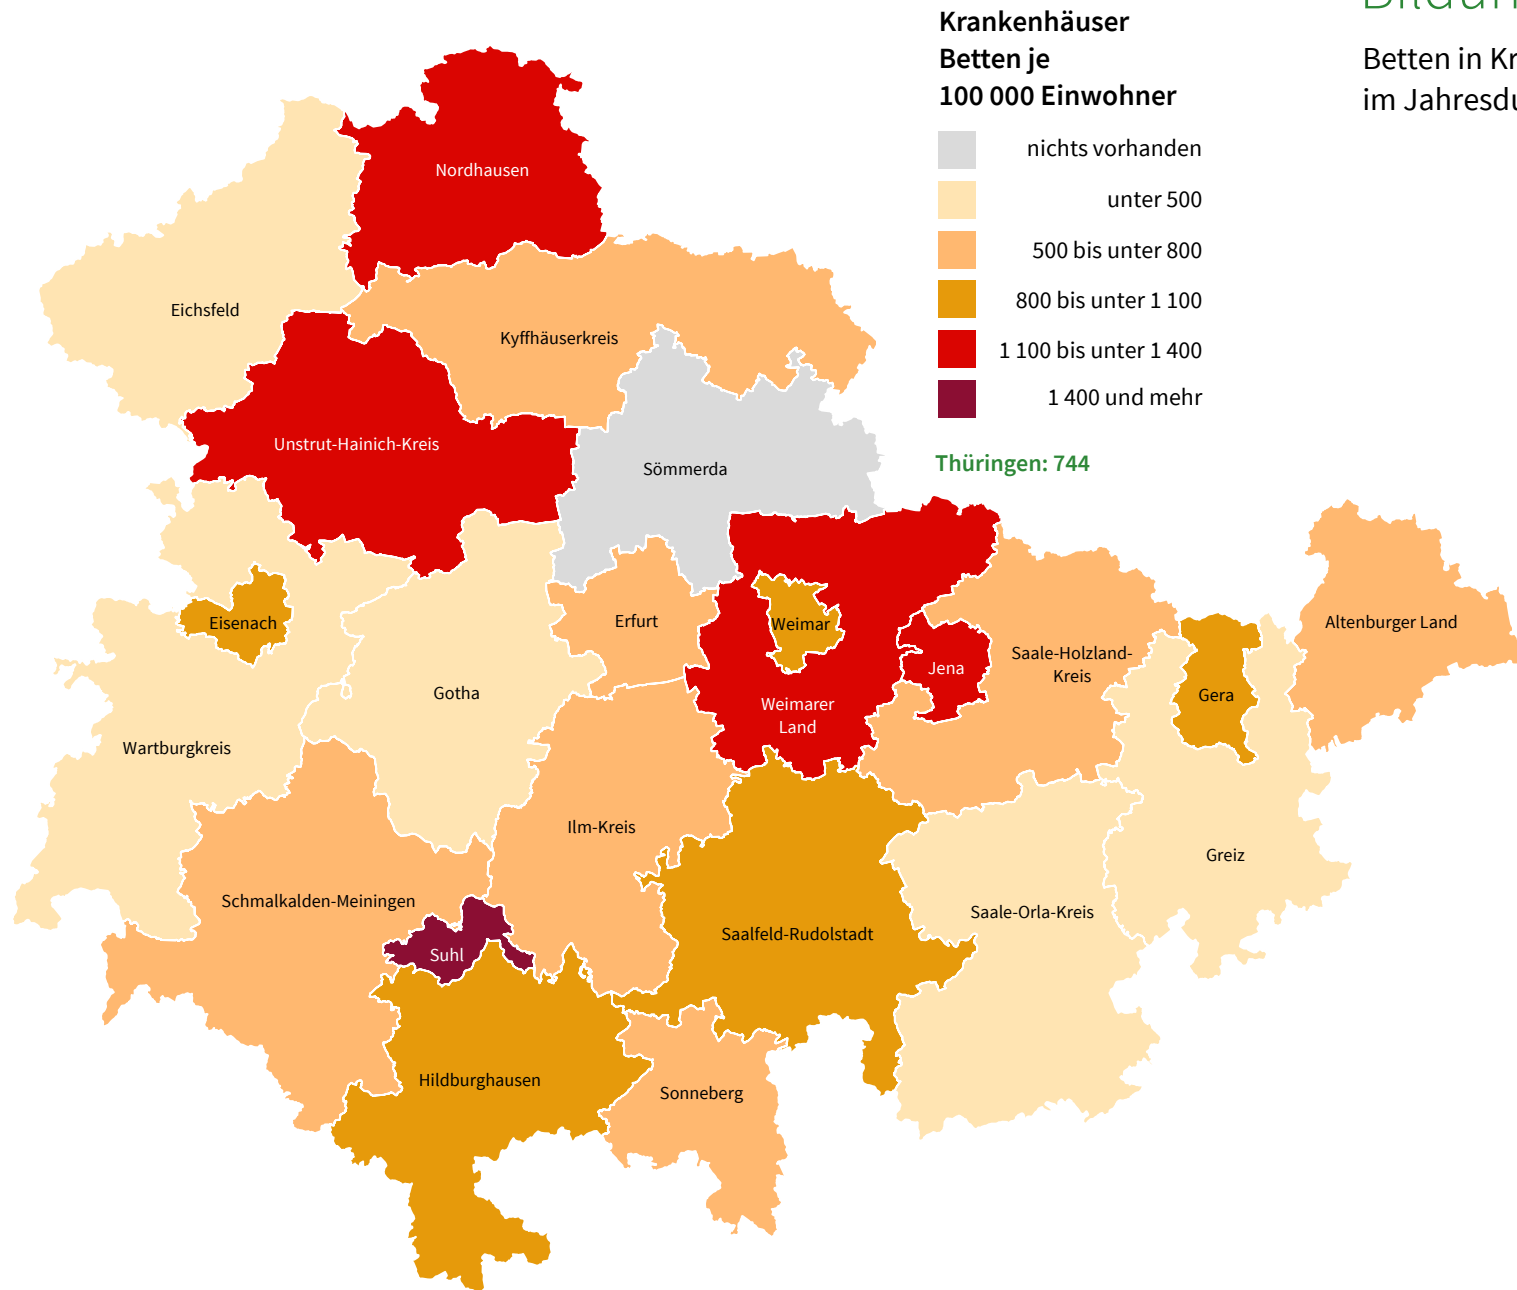 Krankenhäuser
Betten je
100 000 Einwohner
nichts vorhanden
unter 500
500 bis unter 800
800 bis unter 1 100
1 100 bis unter 1 400
1 400 und mehr
Thüringen: 744
Betten in
im
Nordhausen
Eichsfeld
Kyffhäuserkreis
Unstrut-Hainich-Kreis
Sömmerda
Eisenach
Erfurt
Weimar
Altenburger Land
Saale-Holzland-
Kreis
Jena
Gotha
Gera
Weimarer
Land
Wartburgkreis
Ilm-Kreis
Greiz
Schmalkalden-Meiningen
Saale-Orla-Kreis
Saalfeld-Rudolstadt
Suhl
Hildburghausen
Sonneberg